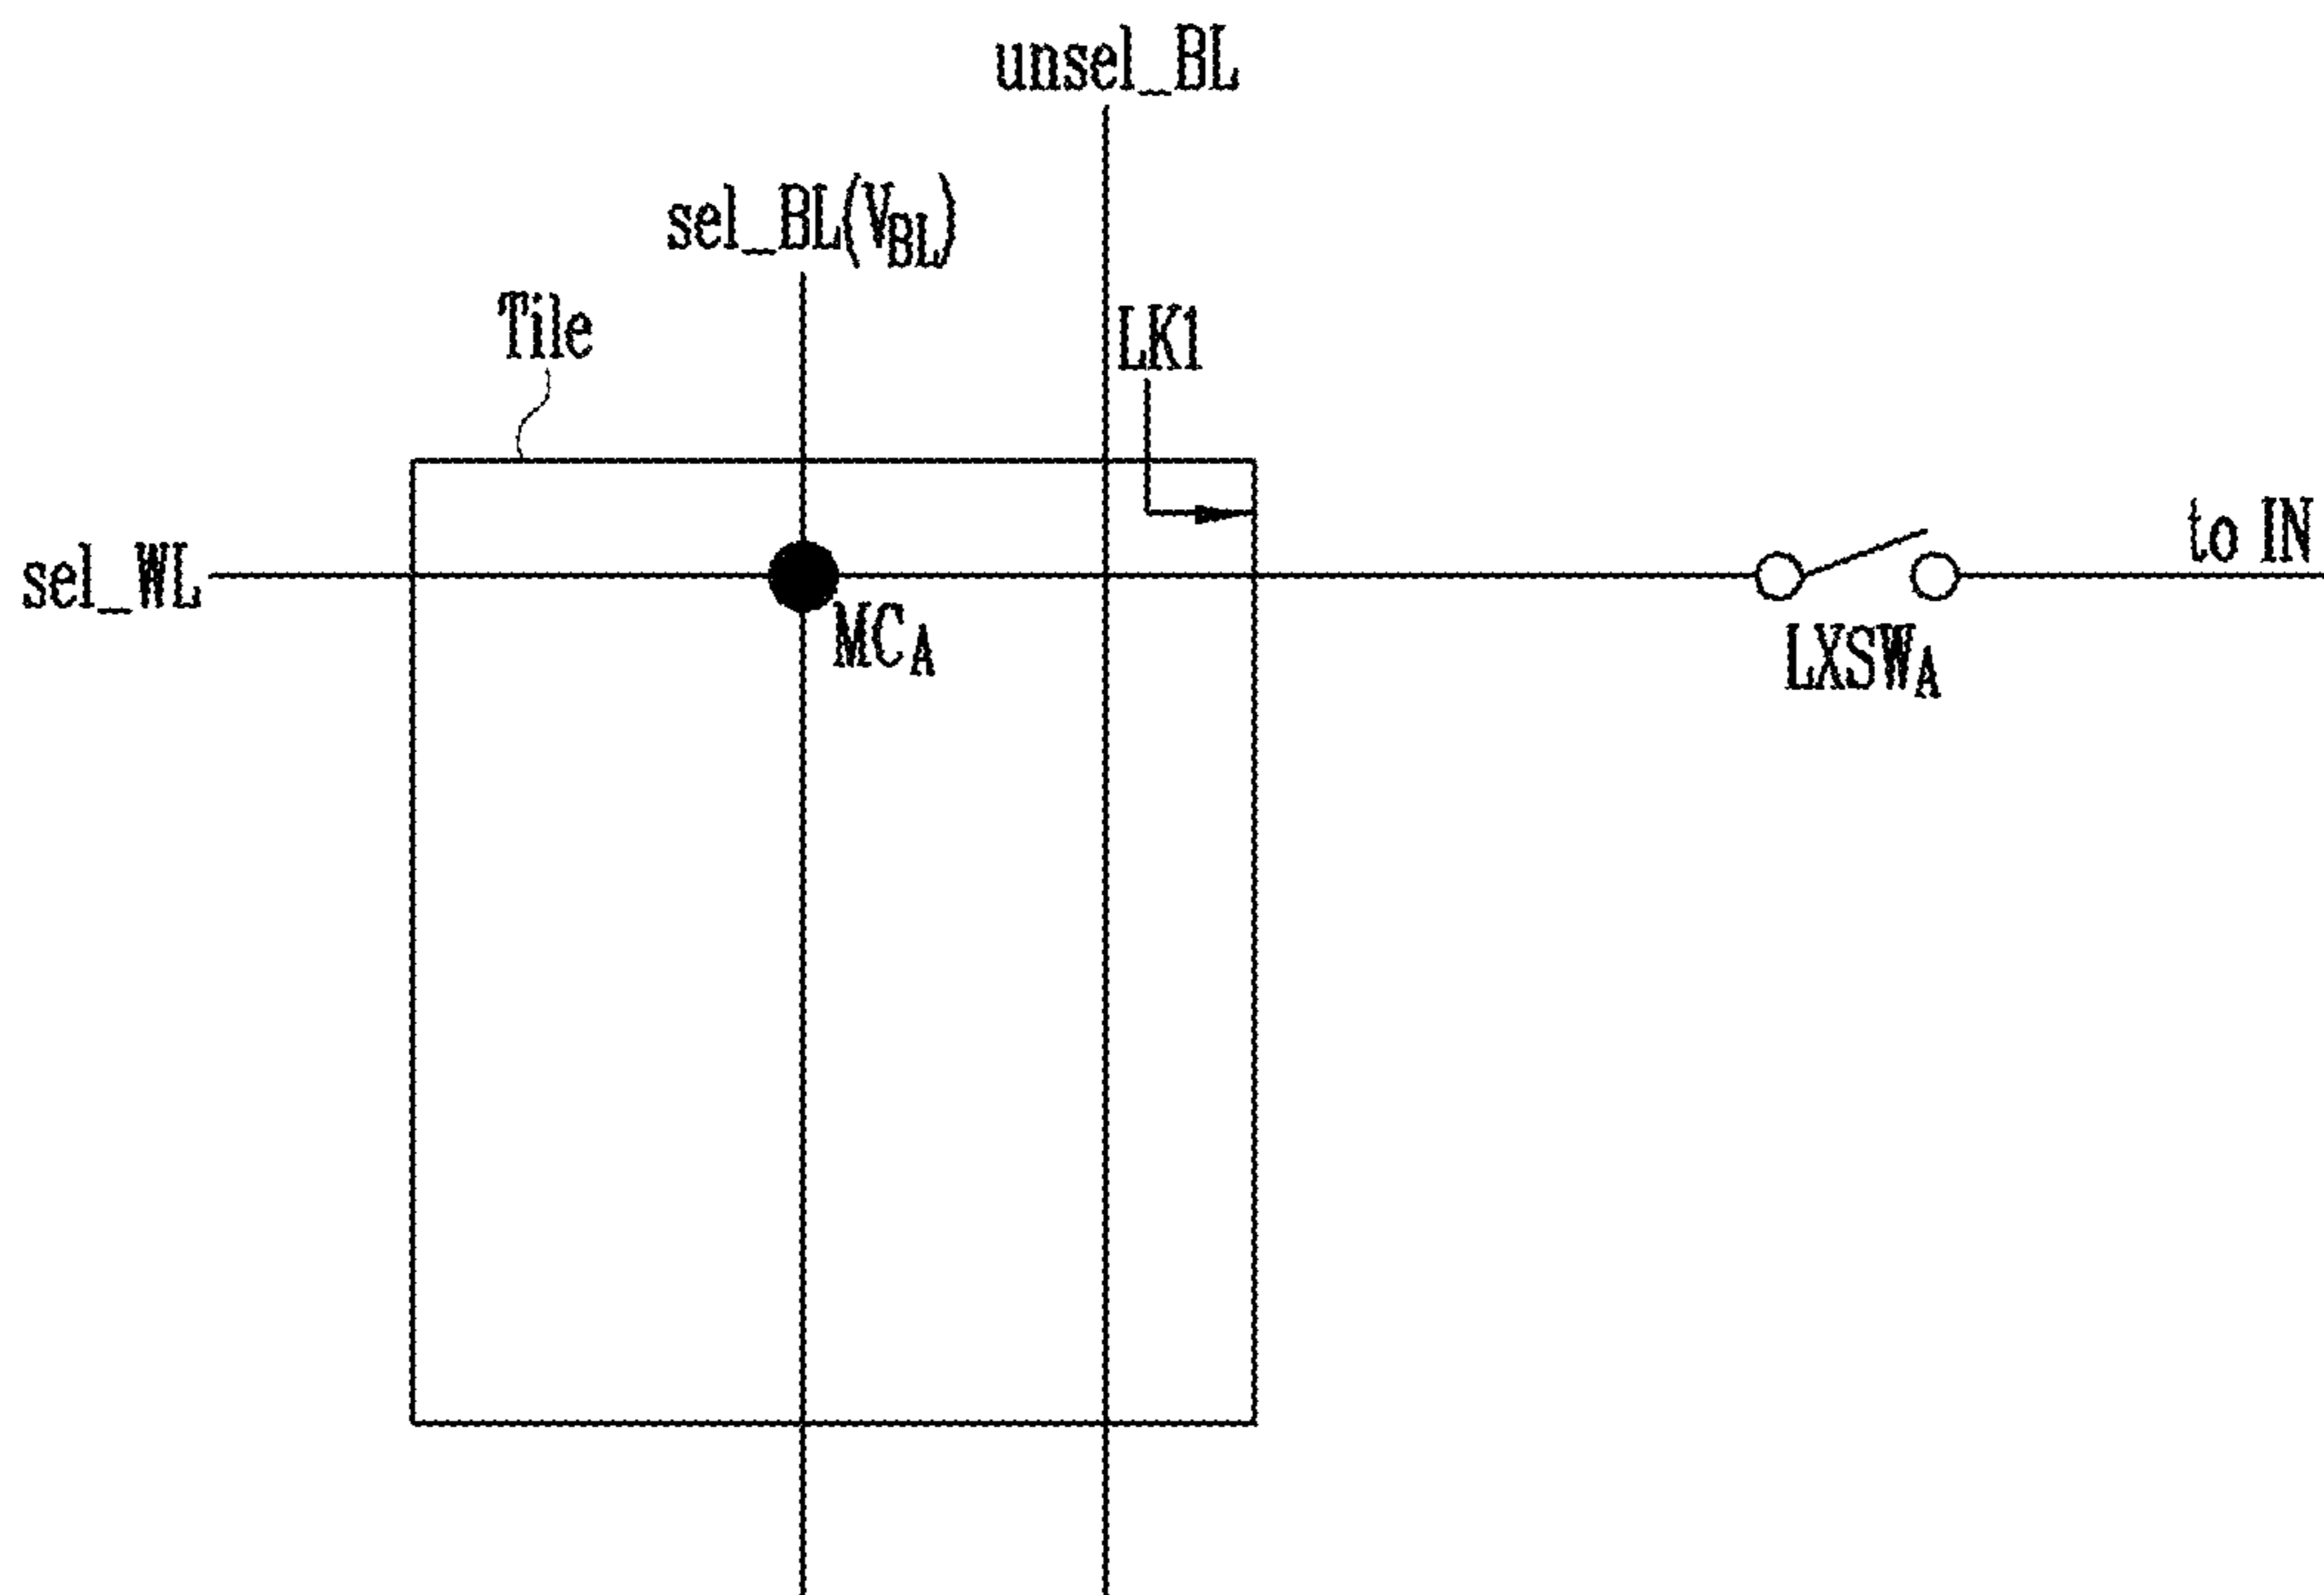 unsel_BL
sel_BL(VBL)
Tile
LK1
to IN
sel_WL
MCA
LXSWA